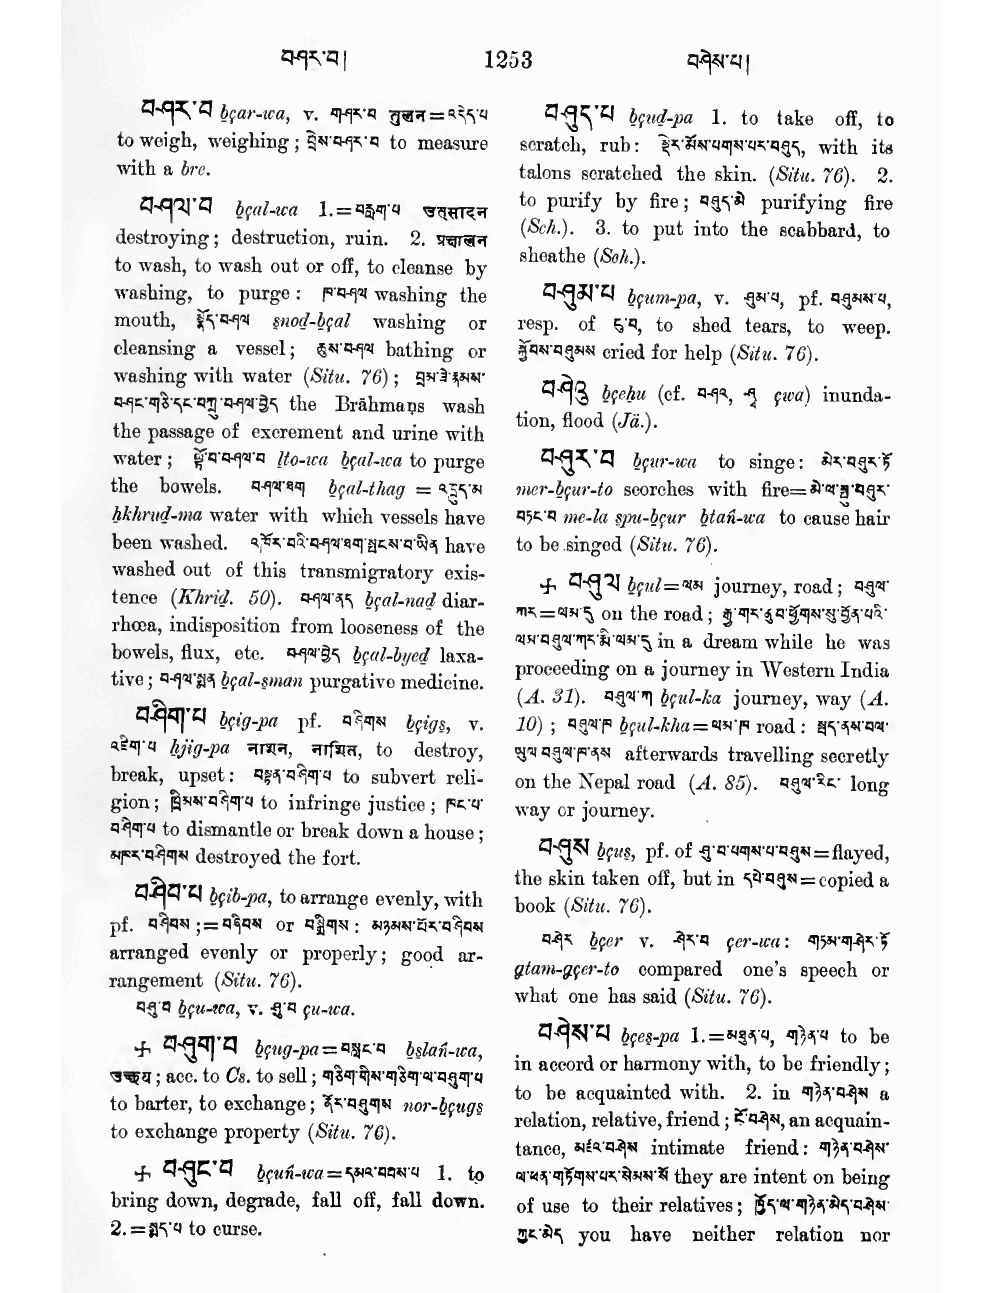 བཤར་བ། 1253 བཤེས་པ།
བཤར་བ bçar-wa, v. གཤར་བ तुलन = འདེད་པ
to weigh, weighing; བྲེས་བཤར་བ to measure
with a bre.
བཤལ་བ bçal-wa 1.=བརླག་པ उत्सादन
destroying; destruction, ruin. 2. प्रचालन
to wash, to wash out or off, to cleanse by
washing, to purge: ཁ་བཤལ washing the
mouth, སྣོད་བཤལ snod-bçal washing or
cleansing a vessel; ཆུས་བཤལ bathing or
washing with water (Situ. 76); བྲམ་ཟེ་རྣམས་
བཤང་གཅི་དང་བཀྲུ་བཤལ་བྱེད the Brāhmaṇs wash
the passage of excrement and urine with
water; ལྟོ་བ་བཤལ་བ lto-wa bçal-wa to purge
the bowels. བཤལ་ཐག bçal-thag = འཁྲུད་མ
ḥkhrud-ma water with which vessels have
been washed. འཁོར་བའི་བཤལ་ཐག་སྤྱངས་བ་ཡིན have
washed out of this transmigratory exis-
tence (Khrid. 50). བཤལ་ནད bçal-nad diar-
rhœa, indisposition from looseness of the
bowels, flux, etc. བཤལ་བྱེད bçal-byed laxa-
tive; བཤལ་སྨན bçal-sman purgative medicine.
བཤིག་པ bçig-pa pf. བཤིགས bçigs, v.
འཇིག་པ ḥjig-pa नाशन, नाशित, to destroy,
break, upset: བསྟན་བཤིག་པ to subvert reli-
gion; ཁྲིམས་བཤིག་པ to infringe justice; ཁང་པ་
བཤིག་པ to dismantle or break down a house;
མཁར་བཤིགས destroyed the fort.
བཤིབ་པ bçib-pa, to arrange evenly, with
pf. བཤིབས;=བཤིབས or བསྒྲིགས: མཉམས་པོར་བཤིབས
arranged evenly or properly; good ar-
rangement (Situ. 76).
བཤུ་བ bçu-wa, v. ཤུ་བ çu-wa.
+ བཤུག་པ bçug-pa=བསླང་བ bslañ-wa,
उच्छ्रय; acc. to Cs. to sell; གཅིག་གིས་གཅིག་ལ་བཤུག་པ
to barter, to exchange; ནོར་བཤུགས nor-bçugs
to exchange property (Situ. 76).
+ བཤུང་བ bçuñ-wa=དམའ་བབས་པ 1. to
bring down, degrade, fall off, fall down.
2.=སྨད་པ to curse.
བཤུད་པ bçud-pa 1. to take off, to
scratch, rub: སྡེར་མོས་པགས་པར་བཤུད, with its
talons scratched the skin. (Situ. 76). 2.
to purify by fire; བཤུད་མེ purifying fire
(Sch.). 3. to put into the scabbard, to
sheathe (Sch.).
བཤུམ་པ bçum-pa, v. ཤུམ་པ, pf. བཤུམས་པ,
resp. of ངུ་བ, to shed tears, to weep.
སྐྱོབས་བཤུམས cried for help (Situ. 76).
བཤེའུ bçeḥu (cf. བཤའ, ཤྭ çwa) inunda-
tion, flood (Jä.).
བཤུར་བ bçur-wa to singe: མེར་བཤུར་ཏོ
mer-bçur-to scorches with fire=མེ་ལ་སྤུ་བཤུར་
བཏང་བ me-la spu-bçur btañ-wa to cause hair
to be singed (Situ. 76).
+ བཤུལ bçul=ལམ journey, road; བཤུལ་
ཀར=ལམ་དུ on the road; རྒྱ་གར་ནུབ་ཕྱོགས་སུ་བྱོན་པའི་
ལམ་བཤུལ་ཀར་རྨི་ལམ་དུ in a dream while he was
proceeding on a journey in Western India
(A. 31). བཤུལ་ཀ bçul-ka journey, way (A.
10); བཤུལ་ཁ bçul-kha=ལམ་ཁ road: སྦད་ནས་བལ་
ཡུལ་བཤུལ་ཁ་ནས afterwards travelling secretly
on the Nepal road (A. 85). བཤུལ་རིང་ long
way or journey.
བཤུས bçus, pf. of ཤུ་བ་པགས་པ་བཤུས=flayed,
the skin taken off, but in དཔེ་བཤུས=copied a
book (Situ. 76).
བཤེར bçer v. ཤེར་བ çer-wa: གཏམ་གཤེར་ཏོ
gtam-gçer-to compared one's speech or
what one has said (Situ. 76).
བཤེས་པ bçes-pa 1.=མཐུན་པ, གཉེན་པ to be
in accord or harmony with, to be friendly;
to be acquainted with. 2. in གཉེན་བཤེས a
relation, relative, friend; ངོ་བཤེས, an acquain-
tance, མཛའ་བཤེས intimate friend: གཉེན་བཤེས་
ལ་ཕན་གཏོགས་པར་སེམས་སོ they are intent on being
of use to their relatives; ཁྱོད་ལ་གཉེན་མེད་བཤེས་
ཀྱང་མེད you have neither relation nor